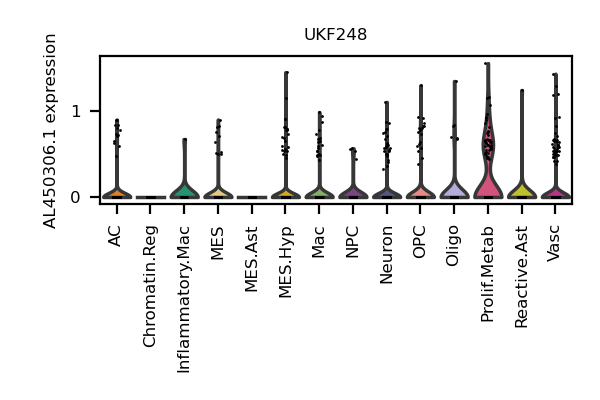 UKF248
AL450306.1 expression
1
0
AC
Chromatin.Reg
Inflammatory.Mac
MES
MES.Ast
MES.Hyp
Mac
NPC
Neuron
OPC
Oligo
Prolif.Metab
Reactive.Ast
Vasc